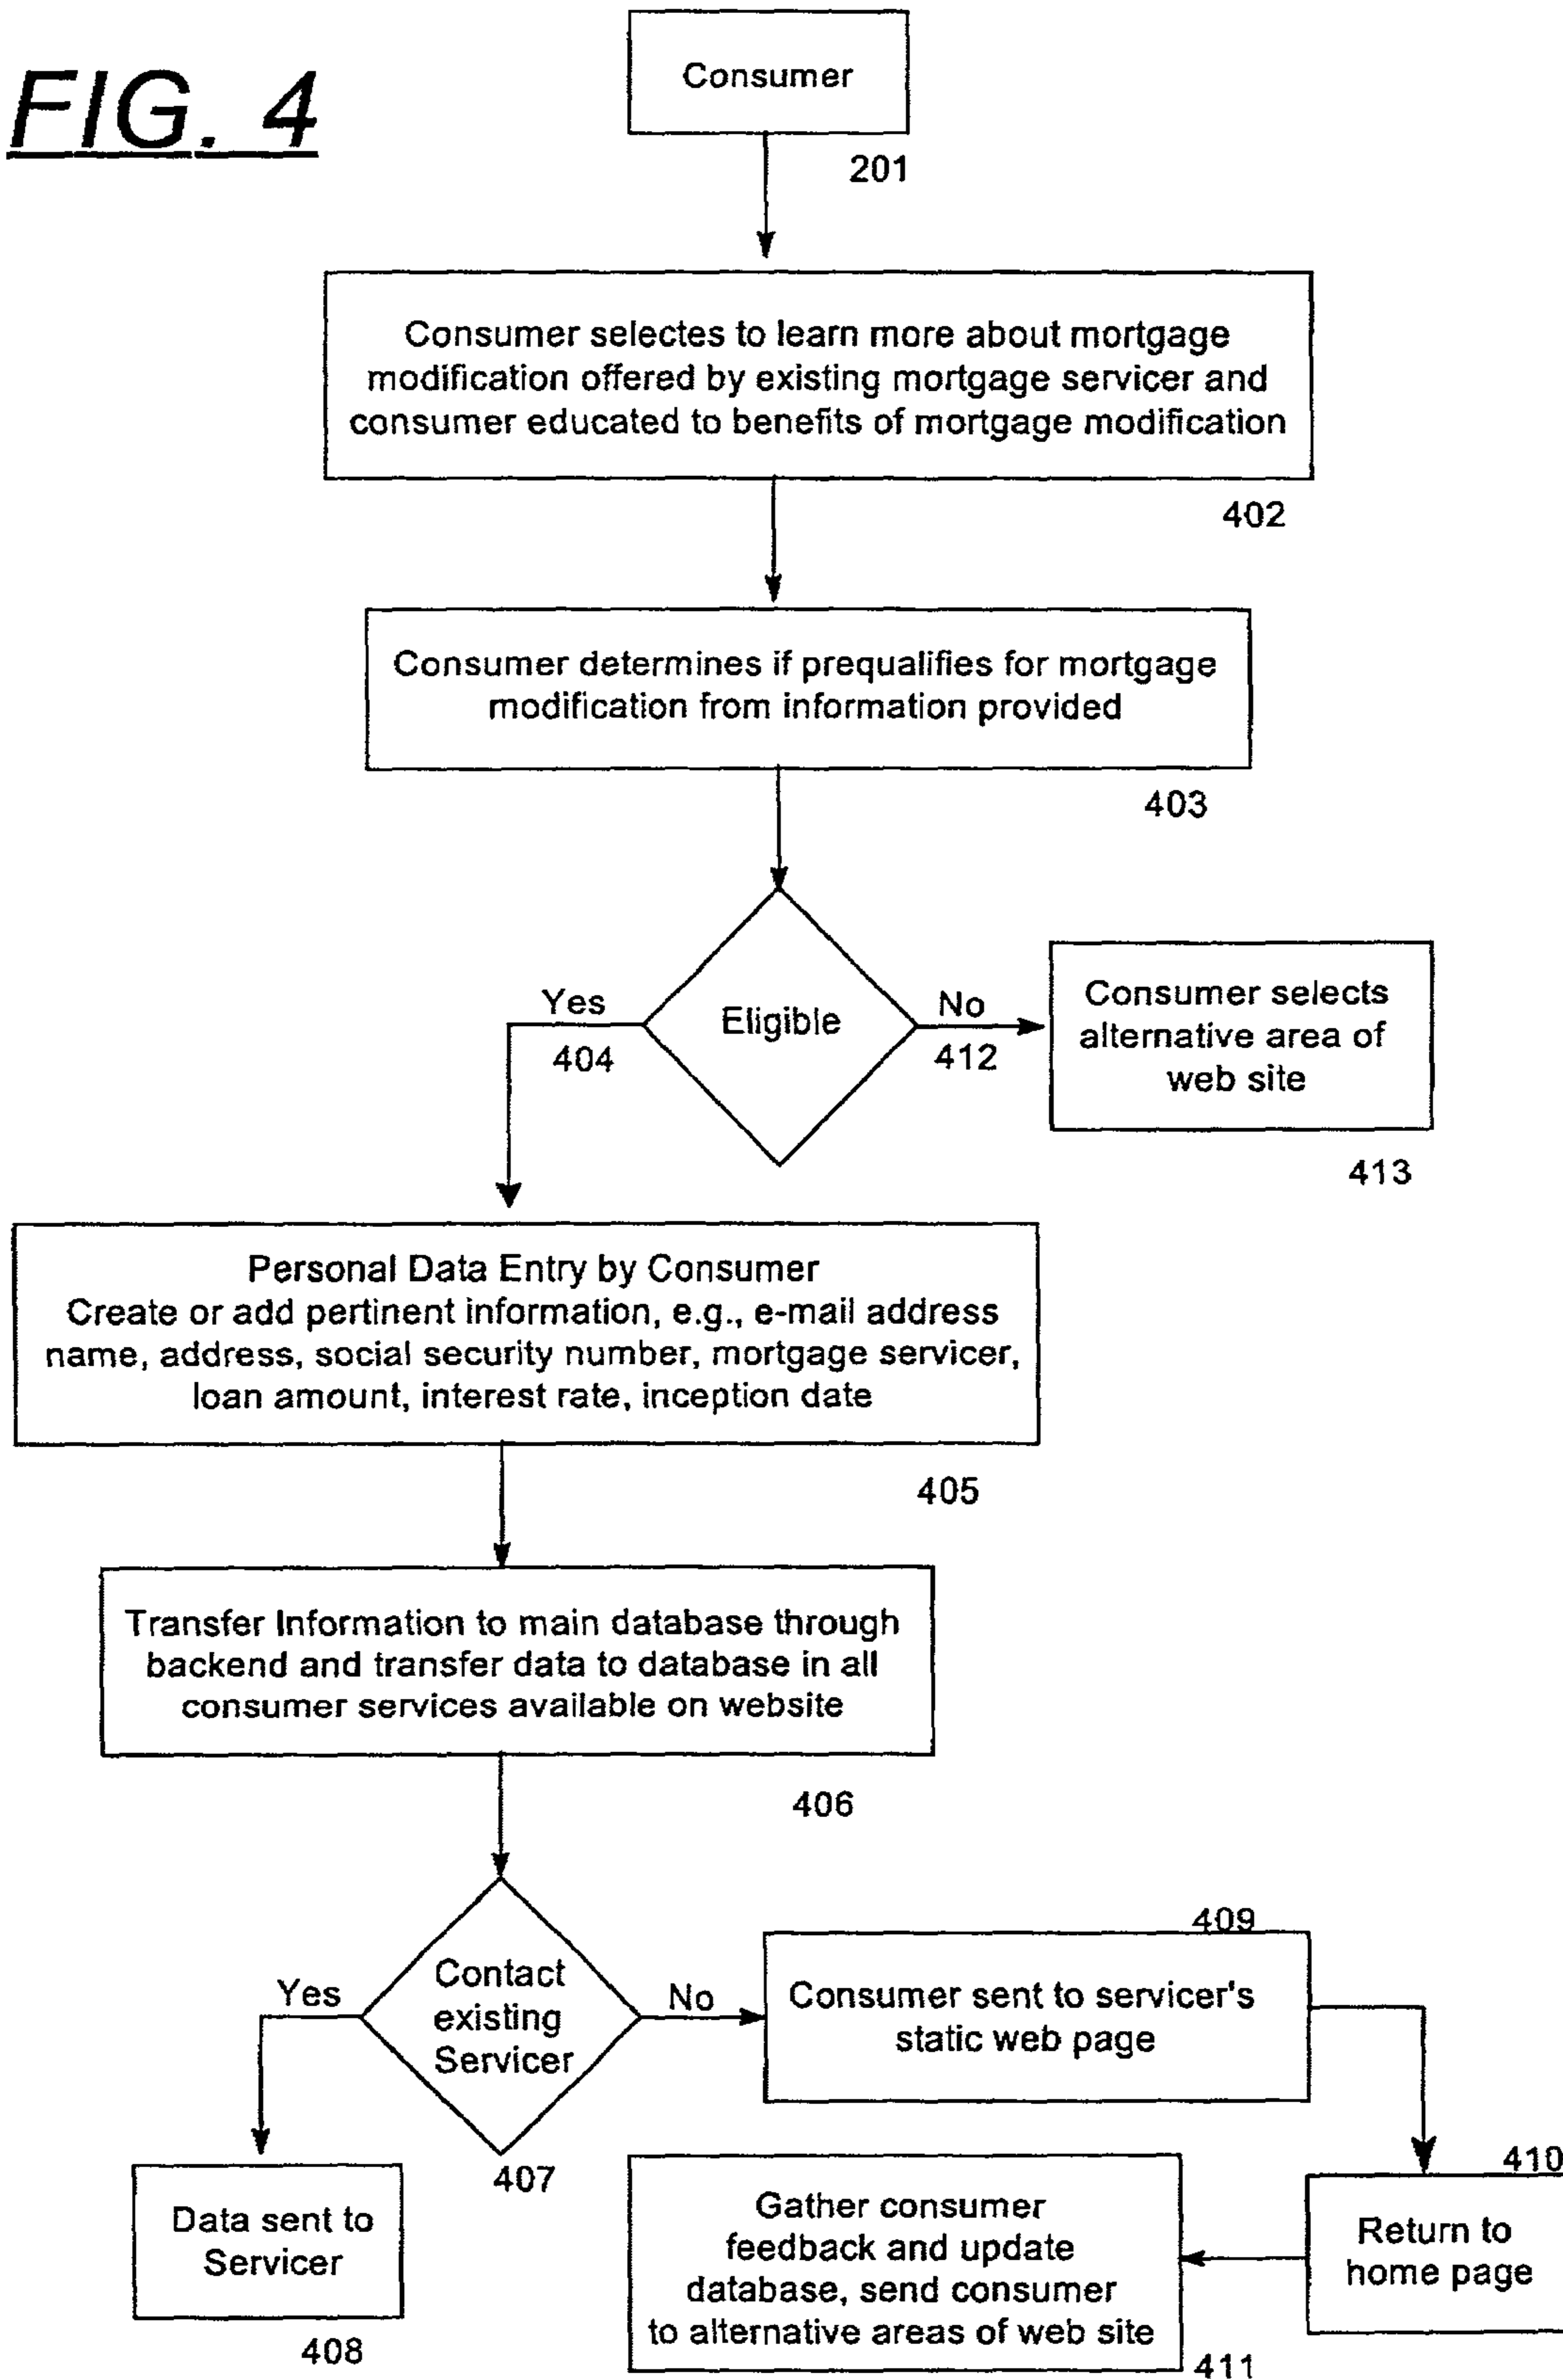 FIG. 4
Consumer
201
Consumer selectes to learn more about mortgage
modification offered by existing mortgage servicer and
consumer educated to benefits of mortgage modification
402
Consumer determines if prequalifies for mortgage
modification from information provided
403
Eligible
Yes
404
No
412
Consumer selects
alternative area of
web site
413
Personal Data Entry by Consumer
Create or add pertinent information, e.g., e-mail address
name, address, social security number, mortgage servicer,
loan amount, interest rate, inception date
405
Transfer Information to main database through
backend and transfer data to database in all
consumer services available on website
406
Contact
existing
Servicer
407
Yes
No
Data sent to
Servicer
408
409
Consumer sent to servicer's
static web page
410
Return to
home page
Gather consumer
feedback and update
database, send consumer
to alternative areas of web site
411